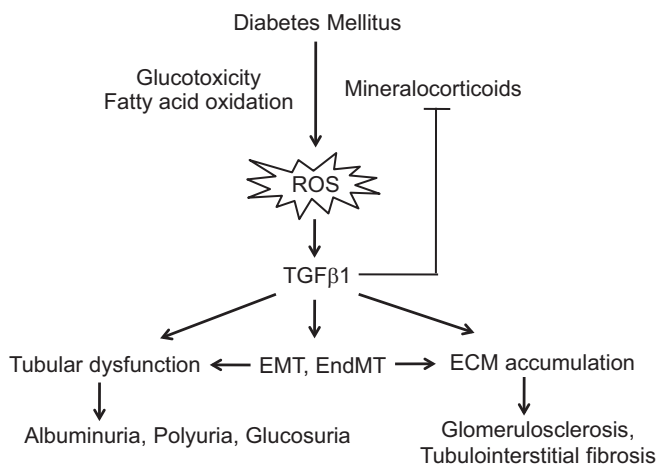 Diabetes Mellitus
Glucotoxicity
Fatty acid oxidation
Mineralocorticoids
ROS
TGFβ1
Tubular dysfunction
EMT, EndMT
ECM accumulation
Albuminuria, Polyuria, Glucosuria
Glomerulosclerosis,
Tubulointerstitial fibrosis